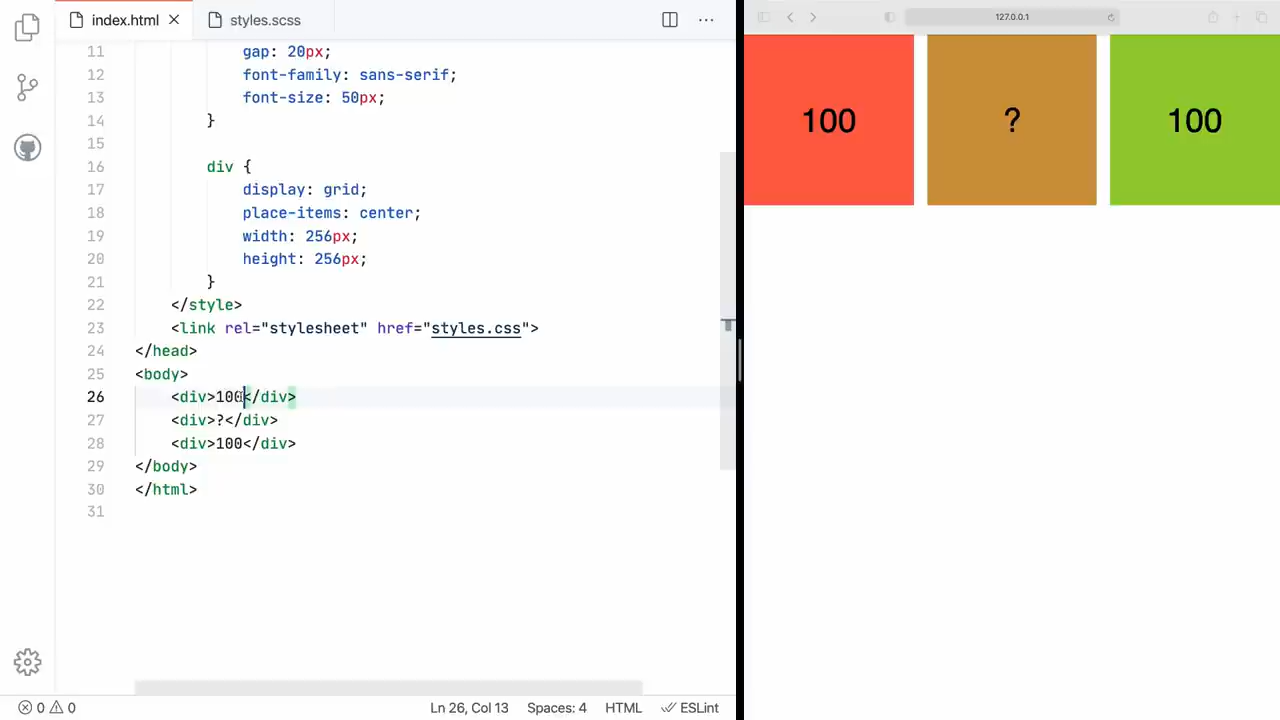 index.html
styles.scss
127.0.0.1
11 gap: 20px;
12 font-family: sans-serif;
13 font-size: 50px;
14 }
15
16 div {
17 display: grid;
18 place-items: center;
19 width: 256px;
20 height: 256px;
21 }
22 </style>
23 <link rel="stylesheet" href="styles.css">
24 </head>
25 <body>
26 <div>100</div>
27 <div>?</div>
28 <div>100</div>
29 </body>
30 </html>
31
0 0
Ln 26, Col 13
Spaces: 4
HTML
ESLint
100
?
100